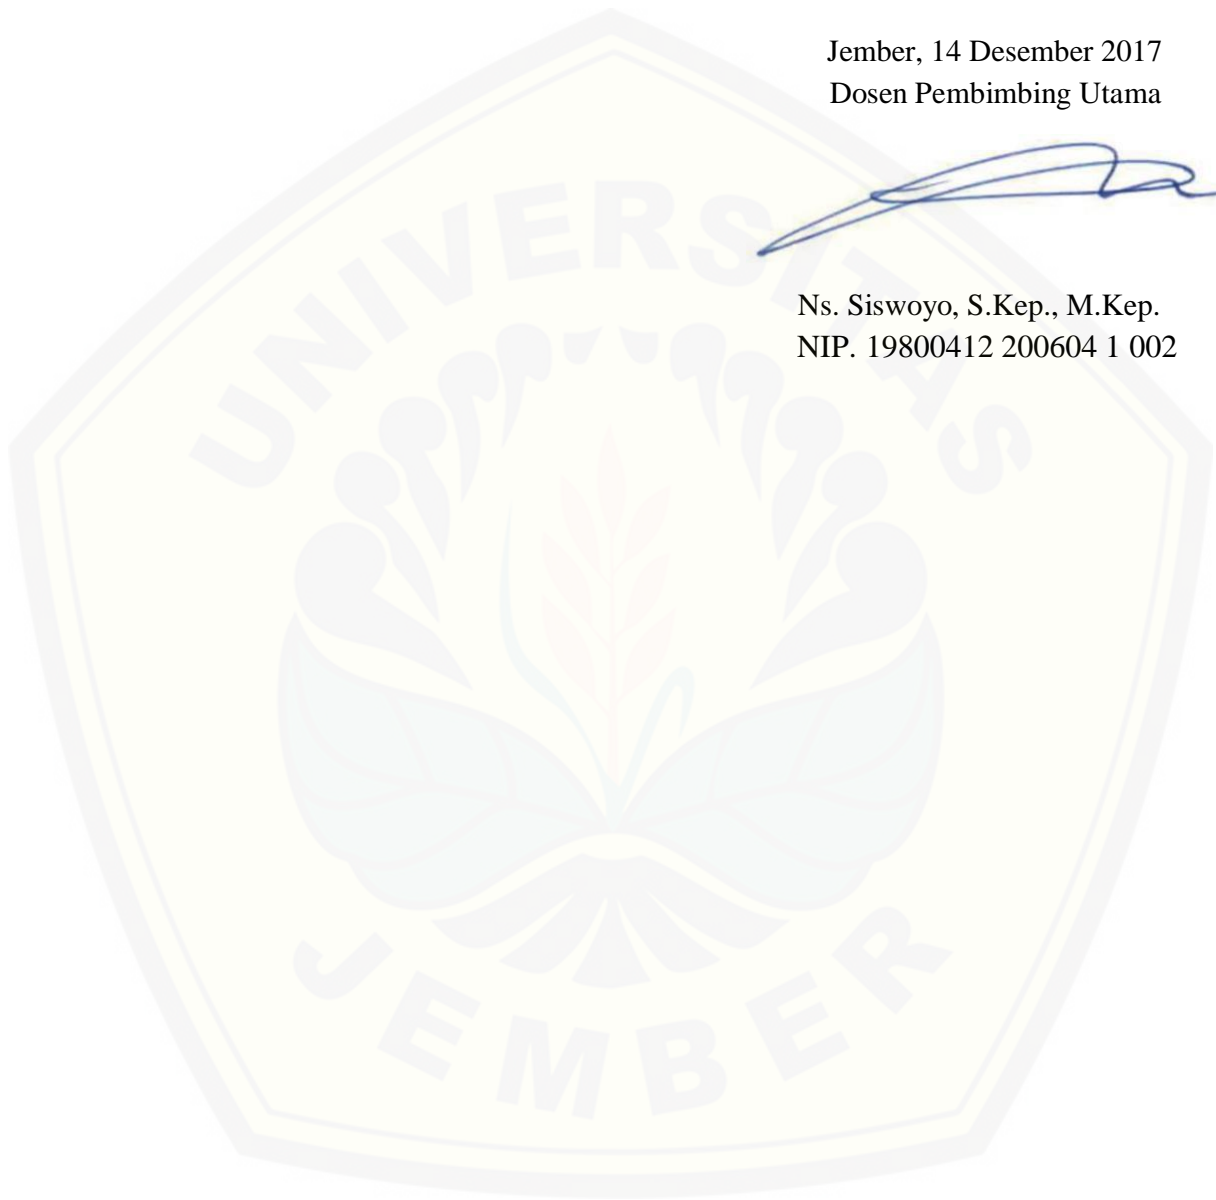 Jember, 14 Desember 2017
Dosen Pembimbing Utama
Ns. Siswoyo, S.Kep., M.Kep.
NIP. 19800412 200604 1 002
UNIVERSITAS
JEMBER